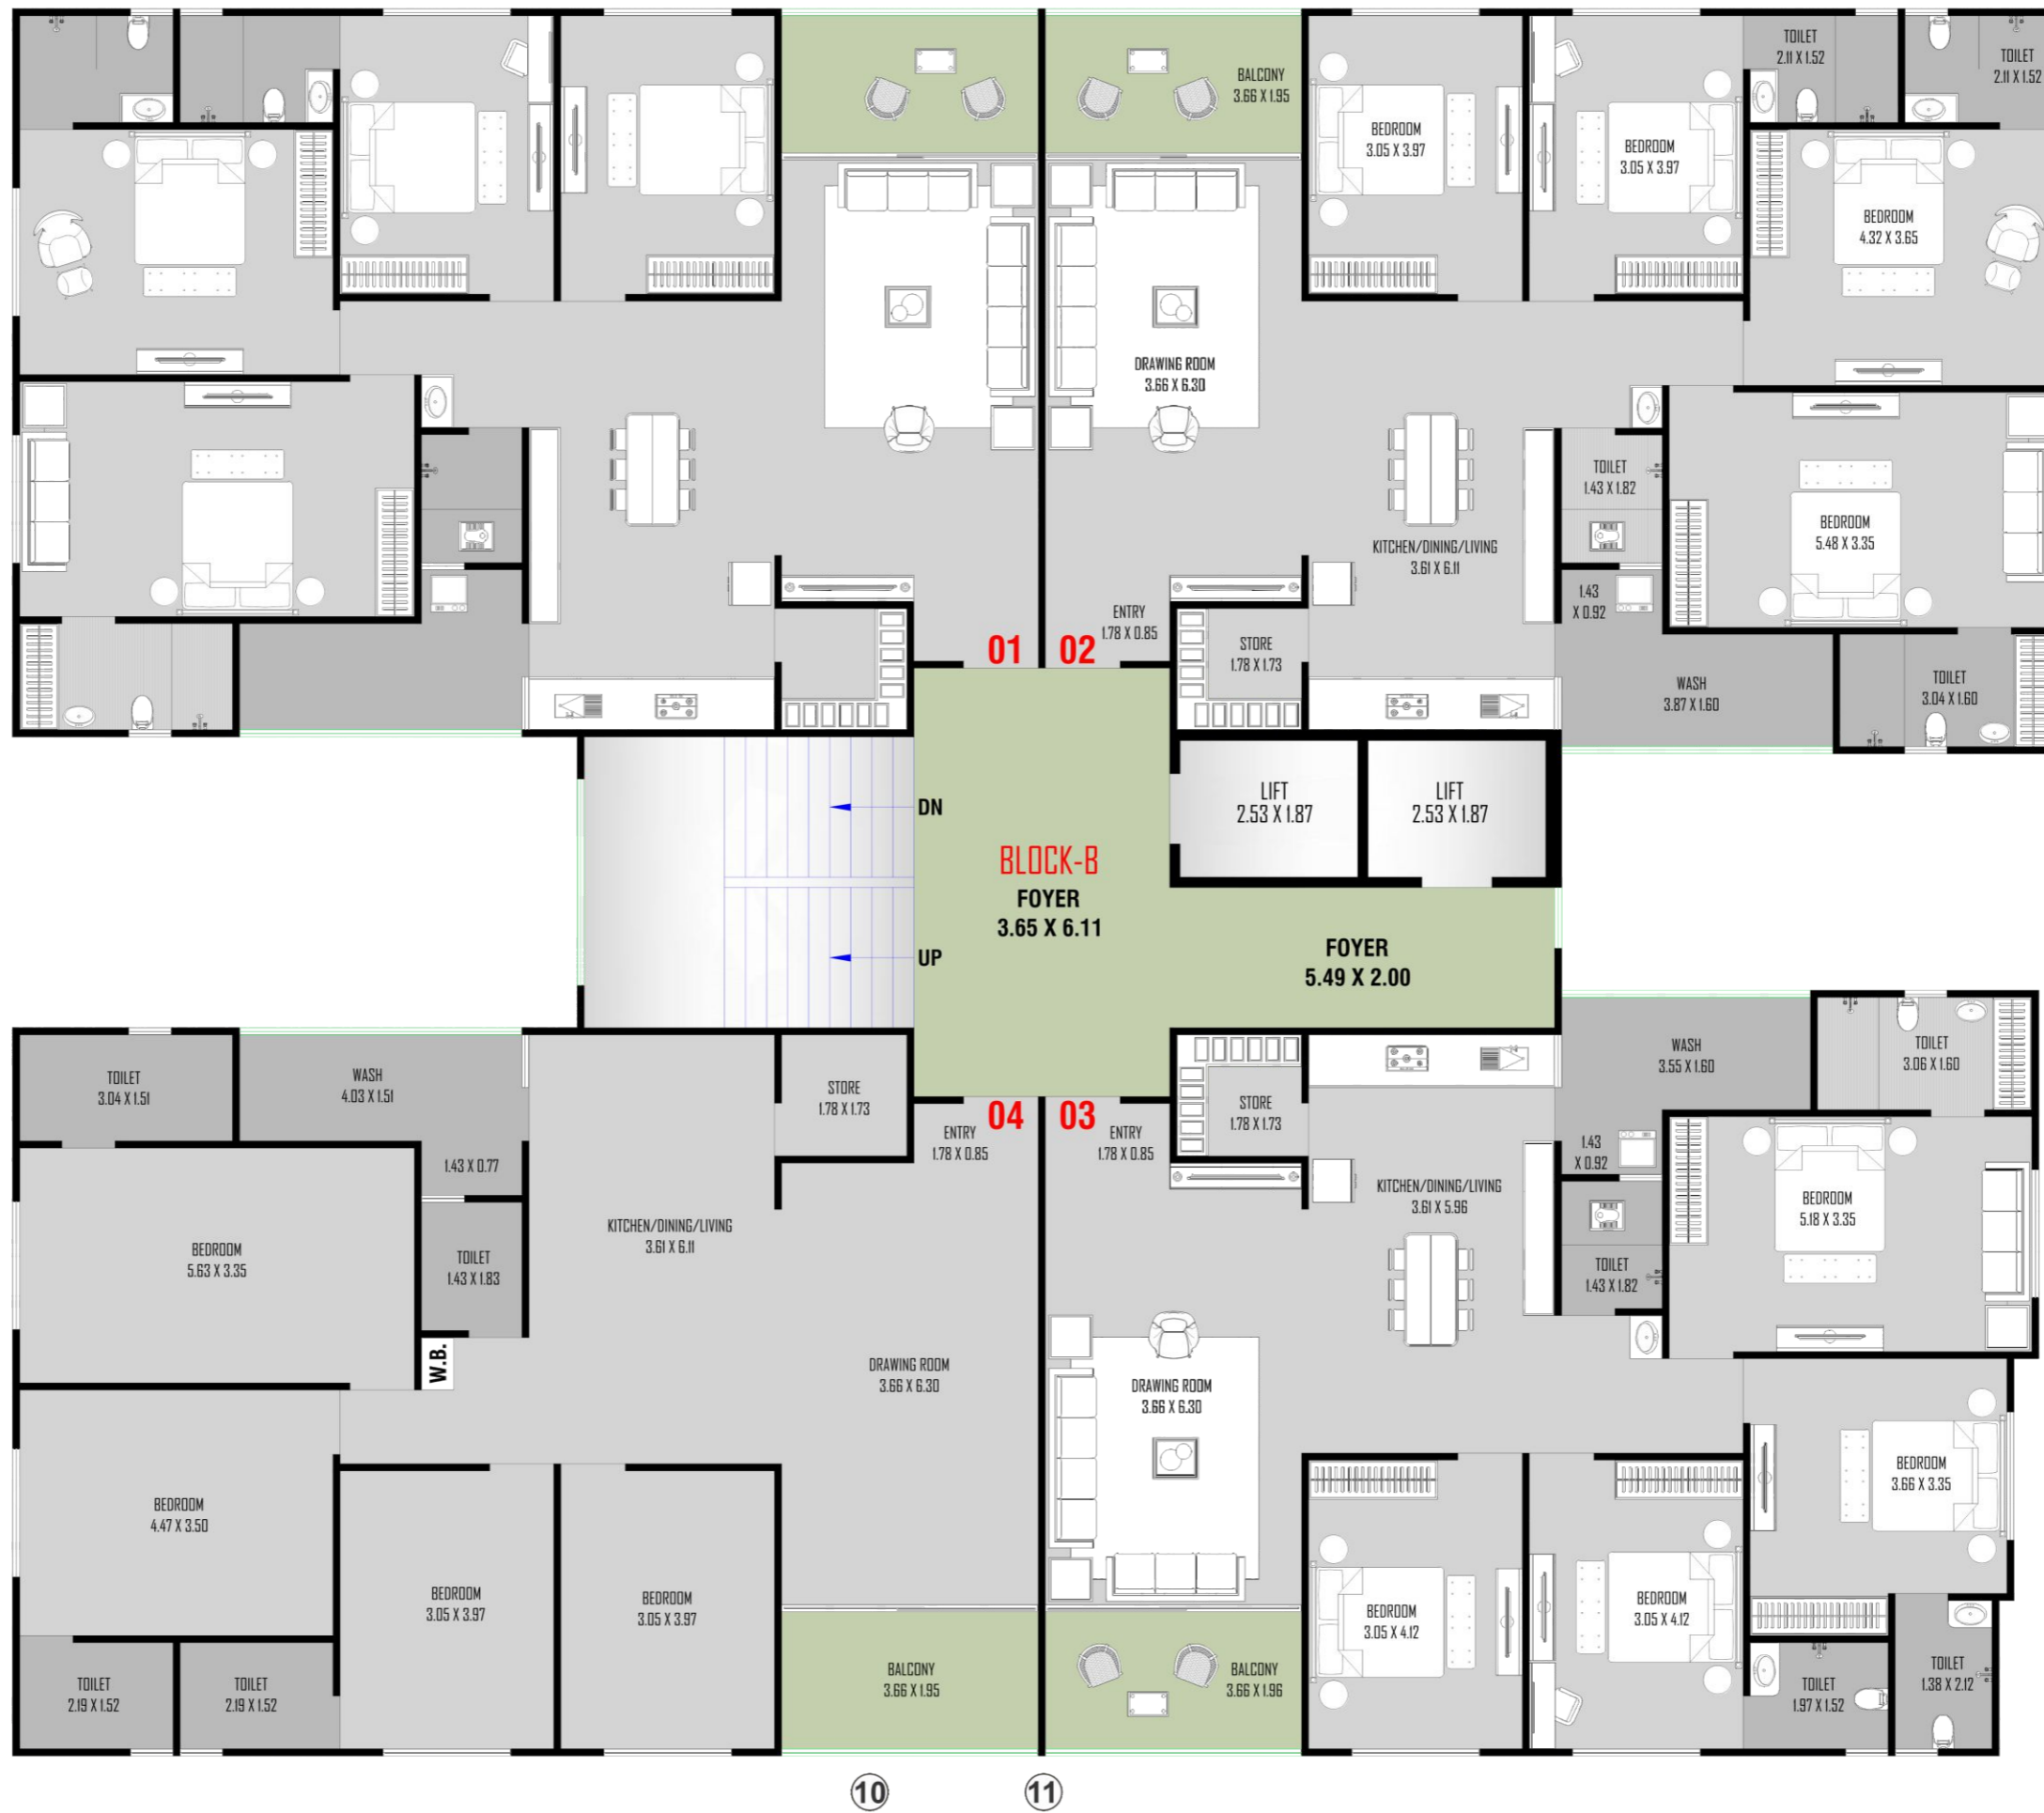 TOILET
2.11 X 1.52
TOILET
2.11 X 1.52
BALCONY
3.66 X 1.95
BEDROOM
3.05 X 3.97
BEDROOM
3.05 X 3.97
BEDROOM
4.32 X 3.65
DRAWING ROOM
3.66 X 6.30
TOILET
1.43 X 1.82
BEDROOM
5.48 X 3.35
KITCHEN/DINING/LIVING
3.61 X 6.11
1.43
X 0.92
ENTRY
1.78 X 0.85
01
02
STORE
1.78 X 1.73
WASH
3.87 X 1.60
TOILET
3.04 X 1.60
DN
LIFT
2.53 X 1.87
LIFT
2.53 X 1.87
BLOCK-B
FOYER
3.65 X 6.11
UP
FOYER
5.49 X 2.00
TOILET
3.04 X 1.51
WASH
4.03 X 1.51
STORE
1.78 X 1.73
04
03
ENTRY
1.78 X 0.85
ENTRY
1.78 X 0.85
STORE
1.78 X 1.73
WASH
3.55 X 1.60
TOILET
3.06 X 1.60
1.43 X 0.77
1.43
X 0.92
KITCHEN/DINING/LIVING
3.61 X 5.96
BEDROOM
5.18 X 3.35
BEDROOM
5.63 X 3.35
TOILET
1.43 X 1.83
KITCHEN/DINING/LIVING
3.61 X 6.11
TOILET
1.43 X 1.82
W.B.
DRAWING ROOM
3.66 X 6.30
DRAWING ROOM
3.66 X 6.30
BEDROOM
3.66 X 3.35
BEDROOM
4.47 X 3.50
BEDROOM
3.05 X 3.97
BEDROOM
3.05 X 3.97
BEDROOM
3.05 X 4.12
BEDROOM
3.05 X 4.12
TOILET
2.19 X 1.52
TOILET
2.19 X 1.52
BALCONY
3.66 X 1.95
BALCONY
3.66 X 1.96
TOILET
1.97 X 1.52
TOILET
1.38 X 2.12
10
11